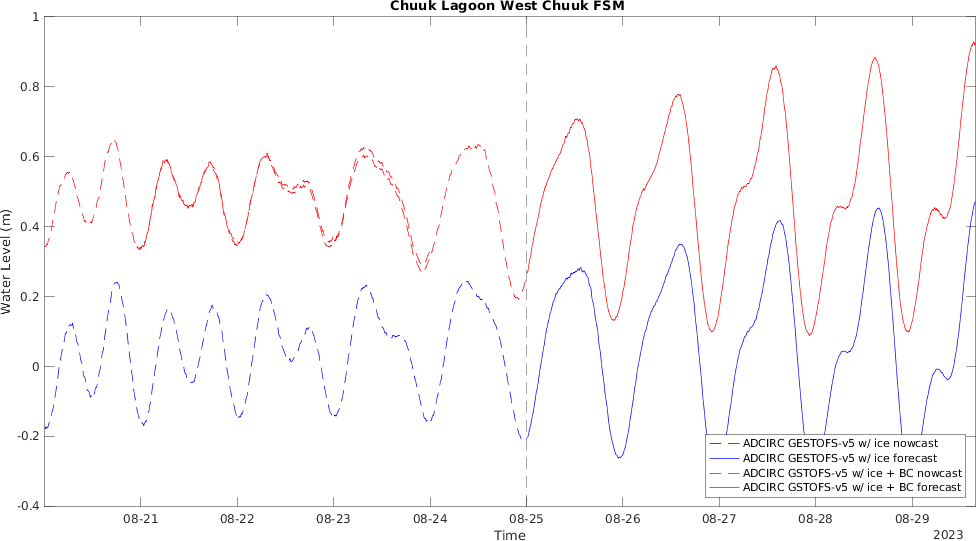 Chuuk Lagoon West Chuuk FSM
Water Level (m)
1
0.8
0.6
0.4
0.2
0
-0.2
-0.4
ADCIRC GESTOFS-v5 w/ ice nowcast
ADCIRC GESTOFS-v5 w/ ice forecast
ADCIRC GSTOFS-v5 w/ ice + BC nowcast
ADCIRC GSTOFS-v5 w/ ice + BC forecast
08-21 08-22 08-23 08-24 08-25 08-26 08-27 08-28 08-29
Time
2023